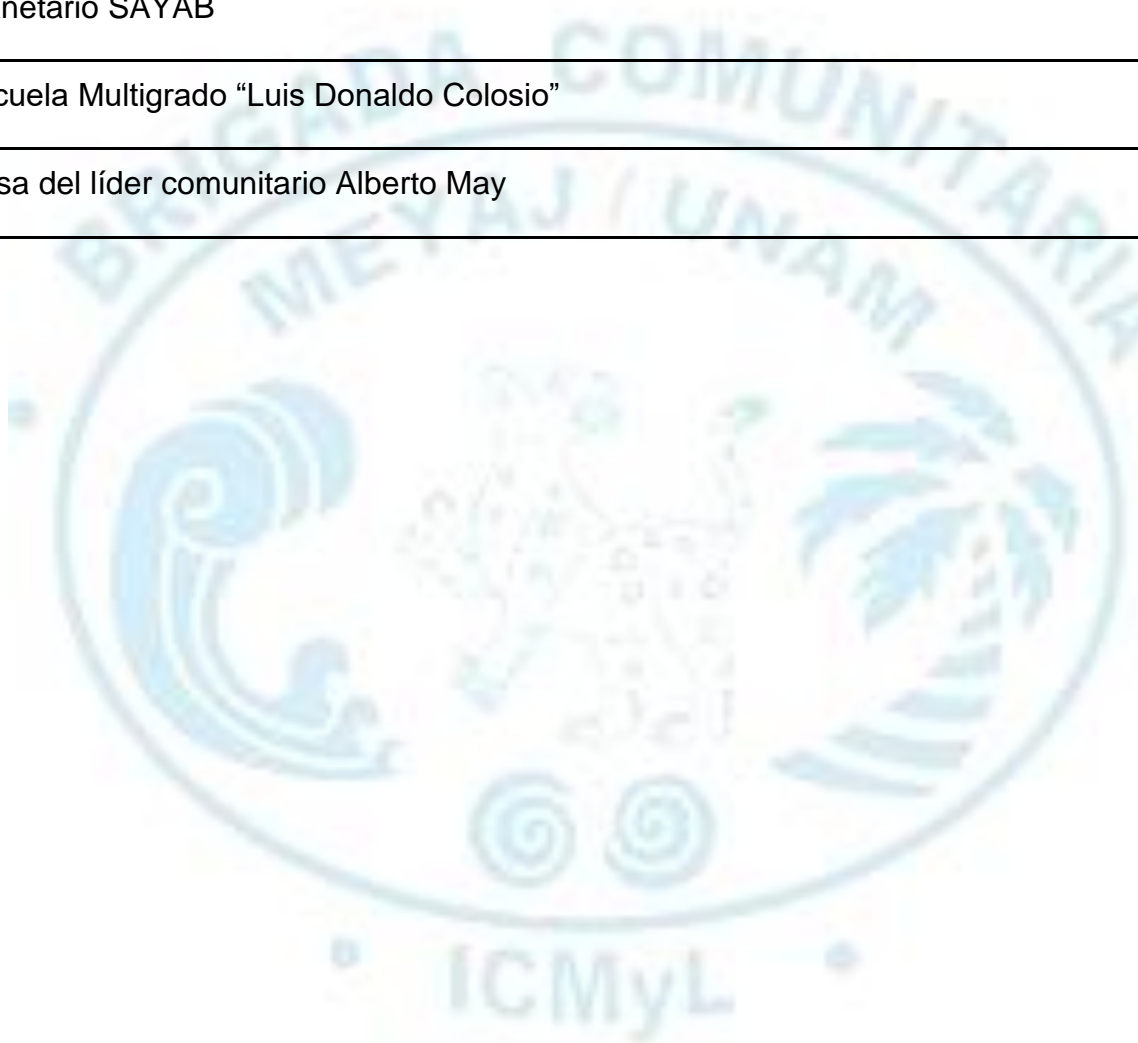 netario SAYAB
cuela Multigrado “Luis Donaldo Colosio”
sa del líder comunitario Alberto May
BRIGADA COMUNITARIA
MEYAJ / UNAM
ICMyL